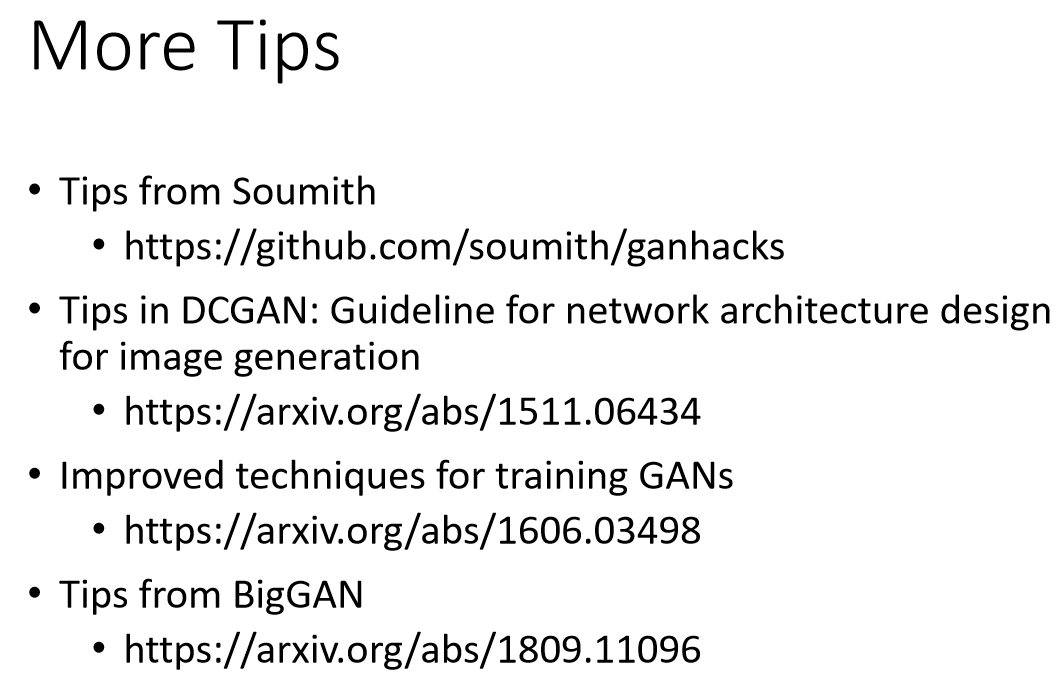 More Tips
• Tips from Soumith
• https://github.com/soumith/ganhacks
• Tips in DCGAN: Guideline for network architecture design
for image generation
• https://arxiv.org/abs/1511.06434
• Improved techniques for training GANs
• https://arxiv.org/abs/1606.03498
• Tips from BigGAN
• https://arxiv.org/abs/1809.11096